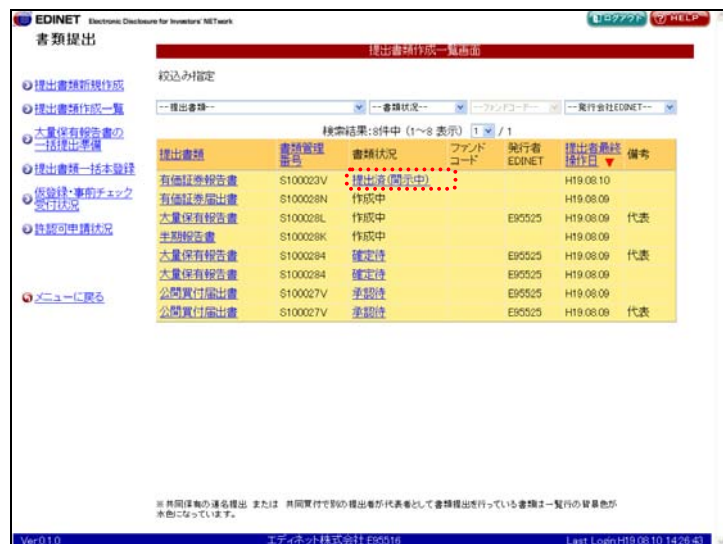 EDINET Electronic Disclosure for Investors' NETwork
ログアウト ? HELP
書類提出
提出書類作成一覧画面
絞込み指定
提出書類新規作成
提出書類作成一覧
大量保有報告書の
一括提出準備
提出書類一括本登録
仮登録・事前チェック
受付状況
許認可申請状況
メニューに戻る
--提出書類-- --書類状況-- --ファンドコード-- --発行会社EDINET--
検索結果:8件中 (1~8 表示) 1 / 1
提出書類 書類管理番号 書類状況 ファンドコード 発行者EDINET 提出者最終操作日▼ 備考
有価証券報告書 S100023V 提出済(開示中) H19.08.10
有価証券届出書 S100028N 作成中 H19.08.09
大量保有報告書 S100028L 作成中 E95525 H19.08.09 代表
半期報告書 S100028K 作成中 H19.08.09
大量保有報告書 S1000284 確定待 E95525 H19.08.09 代表
大量保有報告書 S1000284 確定待 E95525 H19.08.09
公開買付届出書 S100027V 承認待 E95525 H19.08.09
公開買付届出書 S100027V 承認待 E95525 H19.08.09 代表
※共同保有の連名提出 または 共同買付で別の提出者が代表者として書類提出を行っている書類は一覧行の背景色が
水色になっています。
Ver0.1.0 エディネット株式会社 E95516 Last Login H19.08.10 14:26:43